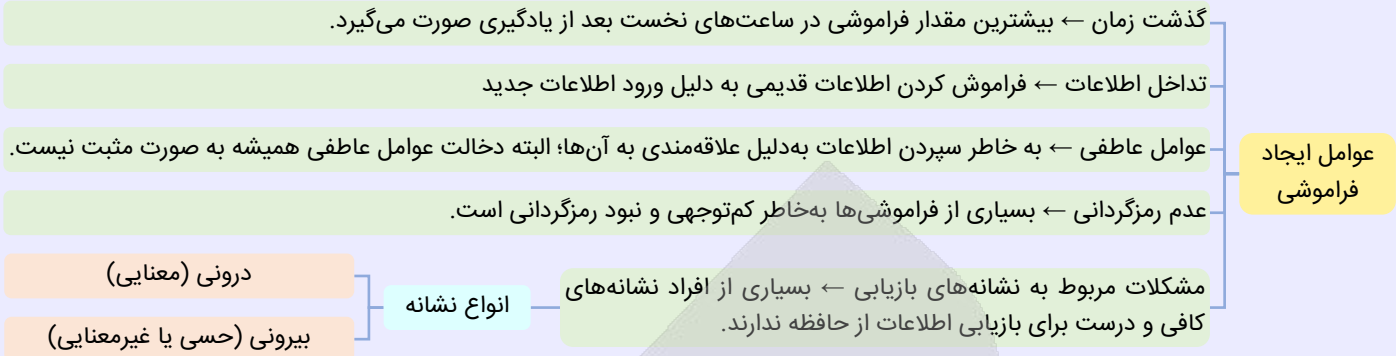 عوامل ایجاد
فراموشی
گذشت زمان ← بیشترین مقدار فراموشی در ساعت‌های نخست بعد از یادگیری صورت می‌گیرد.
تداخل اطلاعات ← فراموش کردن اطلاعات قدیمی به دلیل ورود اطلاعات جدید
عوامل عاطفی ← به خاطر سپردن اطلاعات به‌دلیل علاقه‌مندی به آن‌ها؛ البته دخالت عوامل عاطفی همیشه به صورت مثبت نیست.
عدم رمزگردانی ← بسیاری از فراموشی‌ها به‌خاطر کم‌توجهی و نبود رمزگردانی است.
مشکلات مربوط به نشانه‌های بازیابی ← بسیاری از افراد نشانه‌های
کافی و درست برای بازیابی اطلاعات از حافظه ندارند.
انواع نشانه
درونی (معنایی)
بیرونی (حسی یا غیرمعنایی)